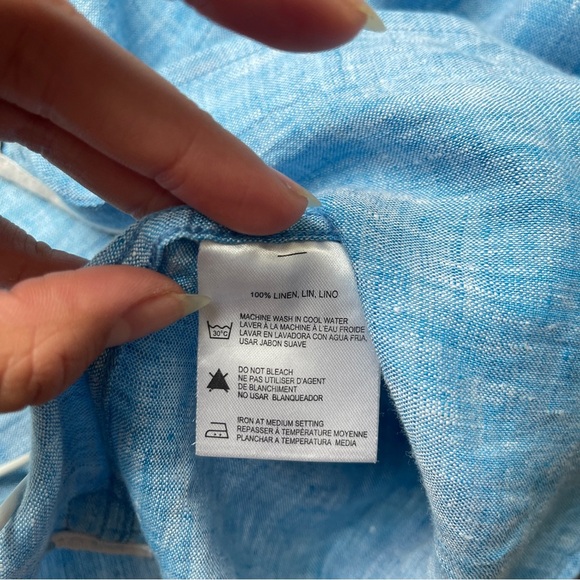 100% LINEN, LIN, LINO
MACHINE WASH IN COOL WATER
30°C
LAVER À LA MACHINE À L'EAU FROIDE
LAVAR EN LAVADORA CON AGUA FRIA,
USAR JABON SUAVE
DO NOT BLEACH
NE PAS UTILISER D'AGENT
DE BLANCHIMENT
NO USAR BLANQUEADOR
IRON AT MEDIUM SETTING
REPASSER À TEMPÉRATURE MOYENNE
PLANCHAR A TEMPERATURA MEDIA